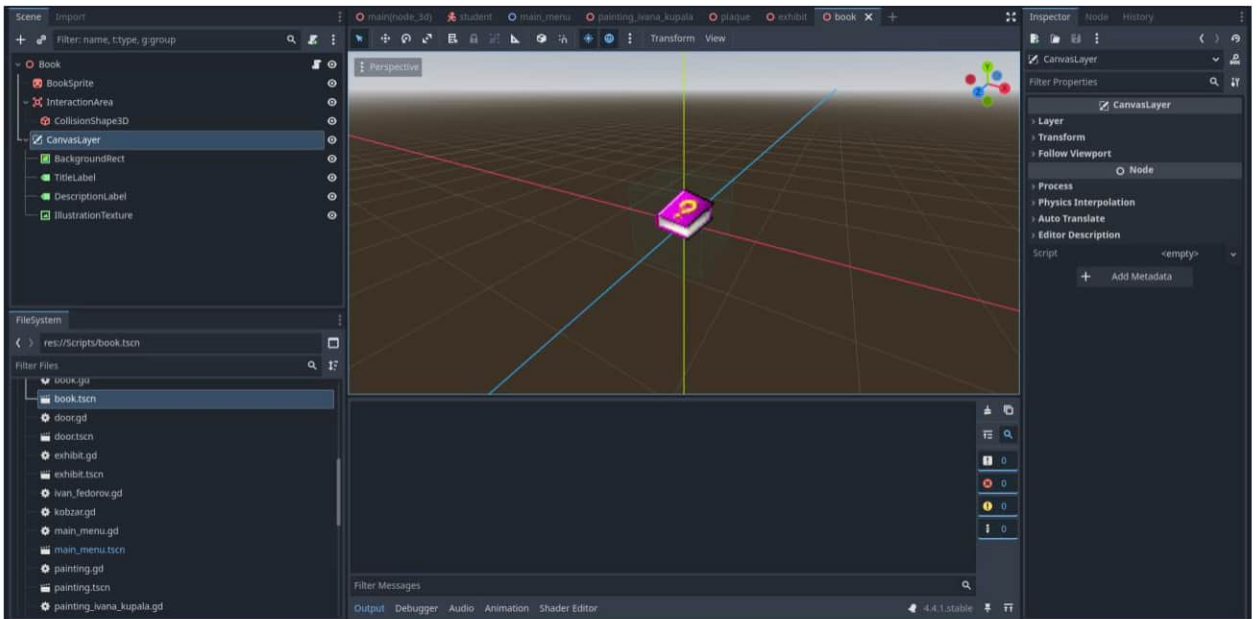 Scene Import
Filter: name, t:type, g:group
Book
BookSprite
InteractionArea
CollisionShape3D
CanvasLayer
BackgroundRect
TitleLabel
DescriptionLabel
IllustrationTexture
FileSystem
res://Scripts/book.tscn
Filter Files
book.gd
book.tscn
door.gd
door.tscn
exhibit.gd
exhibit.tscn
ivan_fedorov.gd
kobzar.gd
main_menu.gd
main_menu.tscn
painting.gd
painting.tscn
painting_ivana_kupala.gd
main(node_3d) student main_menu painting_ivana_kupala plaque exhibit book
Transform View
Perspective
Y
X
Z
?
0
0
0
0
Filter Messages
Output Debugger Audio Animation Shader Editor 4.4.1.stable
Inspector Node History
CanvasLayer
Filter Properties
CanvasLayer
Layer
Transform
Follow Viewport
Node
Process
Physics Interpolation
Auto Translate
Editor Description
Script <empty>
+ Add Metadata